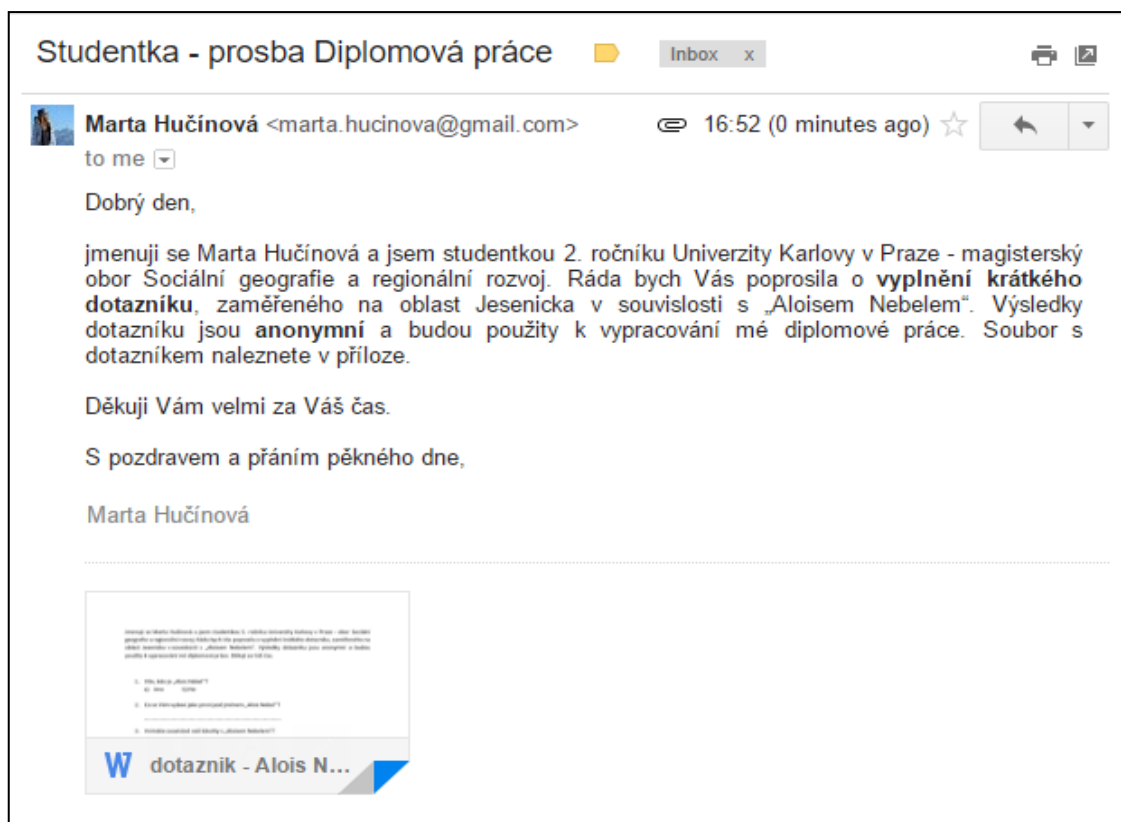 Studentka - prosba Diplomová práce Inbox x
Marta Hučínová <marta.hucinova@gmail.com> 16:52 (0 minutes ago)
to me
Dobrý den,
jmenuji se Marta Hučínová a jsem studentkou 2. ročníku Univerzity Karlovy v Praze - magisterský
obor Sociální geografie a regionální rozvoj. Ráda bych Vás poprosila o vyplnění krátkého
dotazníku, zaměřeného na oblast Jesenicka v souvislosti s „Aloisem Nebelem“. Výsledky
dotazníku jsou anonymní a budou použity k vypracování mé diplomové práce. Soubor s
dotazníkem naleznete v příloze.
Děkuji Vám velmi za Váš čas.
S pozdravem a přáním pěkného dne,
Marta Hučínová
W dotaznik - Alois N...